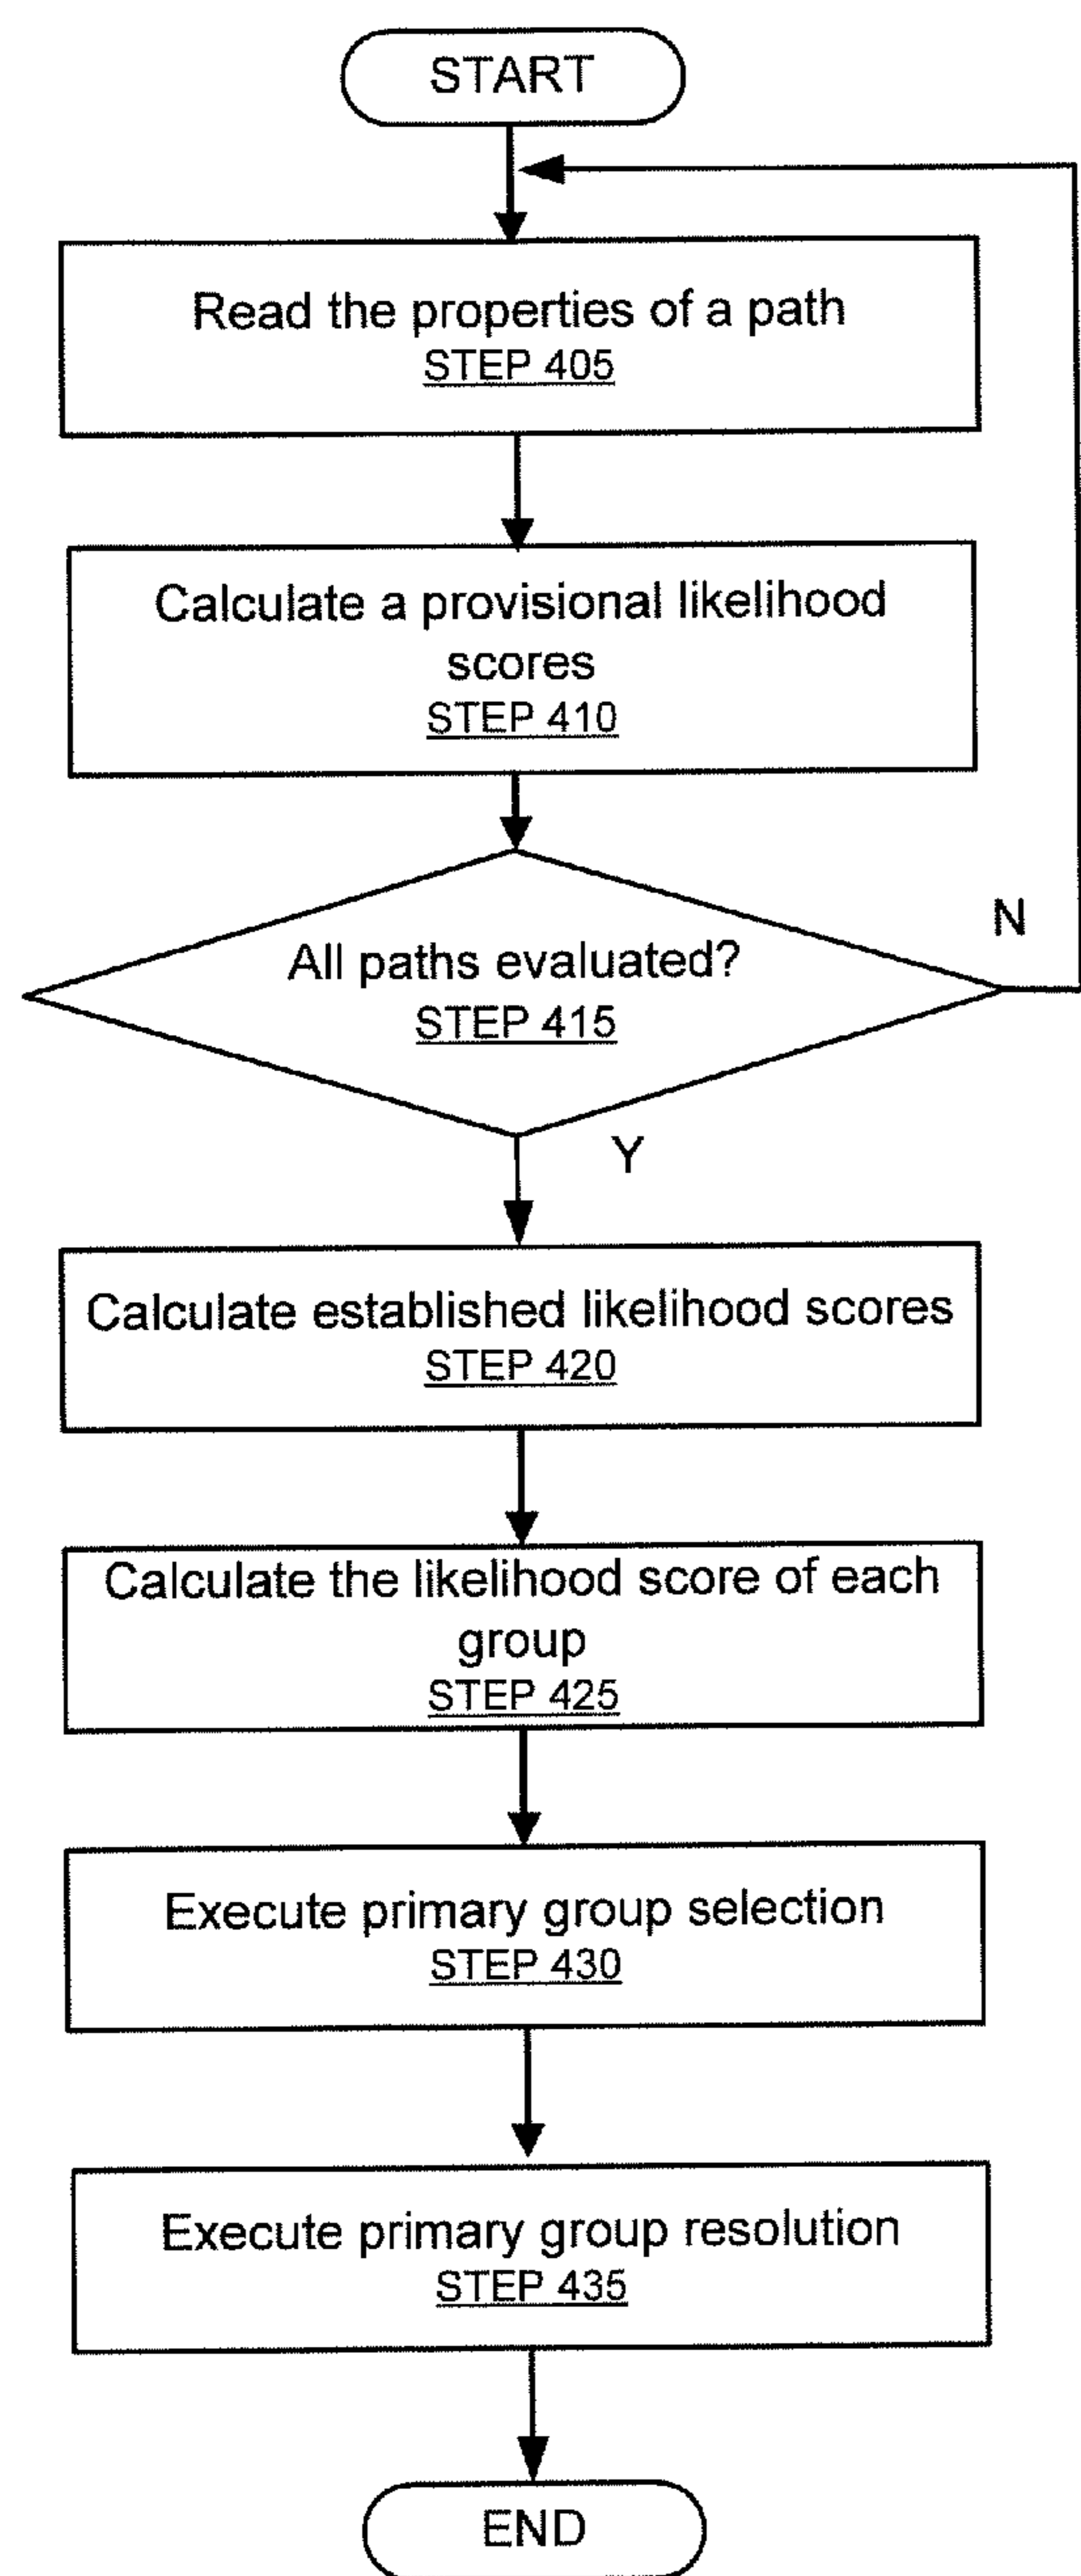 START
Read the properties of a path
STEP 405
Calculate a provisional likelihood
scores
STEP 410
N
All paths evaluated?
STEP 415
Y
Calculate established likelihood scores
STEP 420
Calculate the likelihood score of each
group
STEP 425
Execute primary group selection
STEP 430
Execute primary group resolution
STEP 435
END